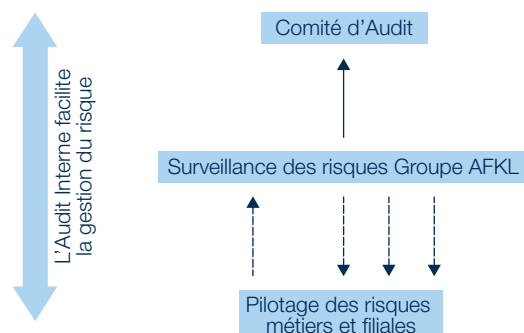 Comité d'Audit
L'Audit Interne facilite
la gestion du risque
Surveillance des risques Groupe AFKL
Pilotage des risques
métiers et filiales